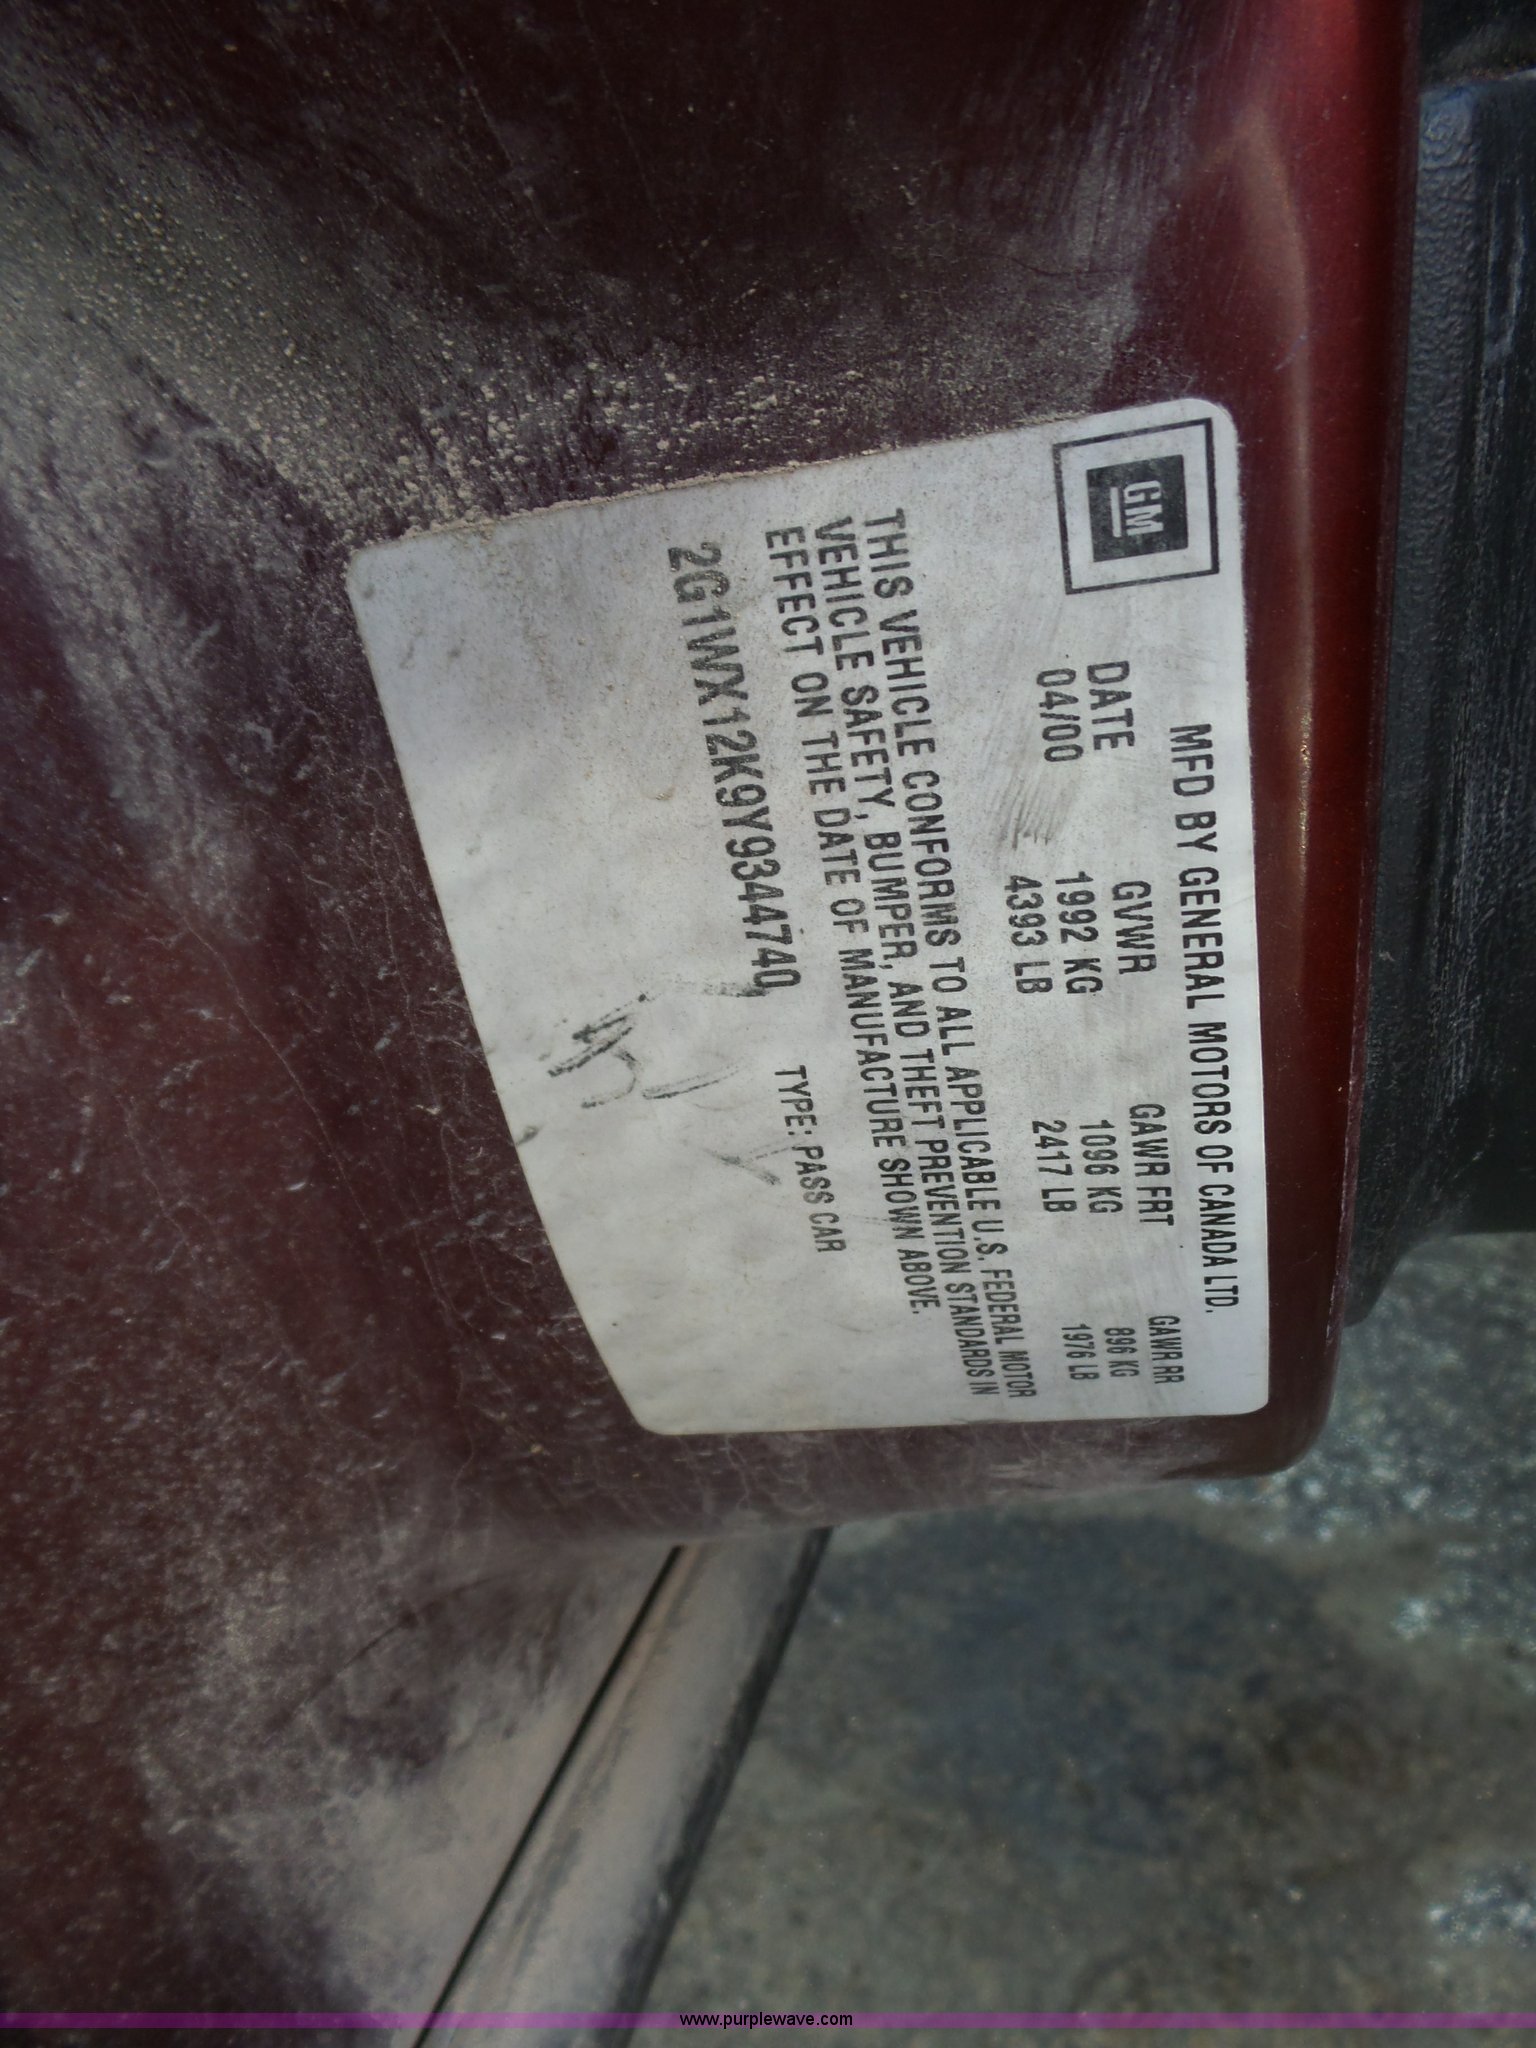 GM
MFD BY GENERAL MOTORS OF CANADA LTD.
DATE GVWR GAWR FRT GAWR RR
04/00 1992 KG 1096 KG 896 KG
4393 LB 2417 LB 1976 LB
THIS VEHICLE CONFORMS TO ALL APPLICABLE U.S. FEDERAL MOTOR
VEHICLE SAFETY, BUMPER, AND THEFT PREVENTION STANDARDS IN
EFFECT ON THE DATE OF MANUFACTURE SHOWN ABOVE.
2G1WX12K9Y9344740 TYPE: PASS CAR
www.purplewave.com